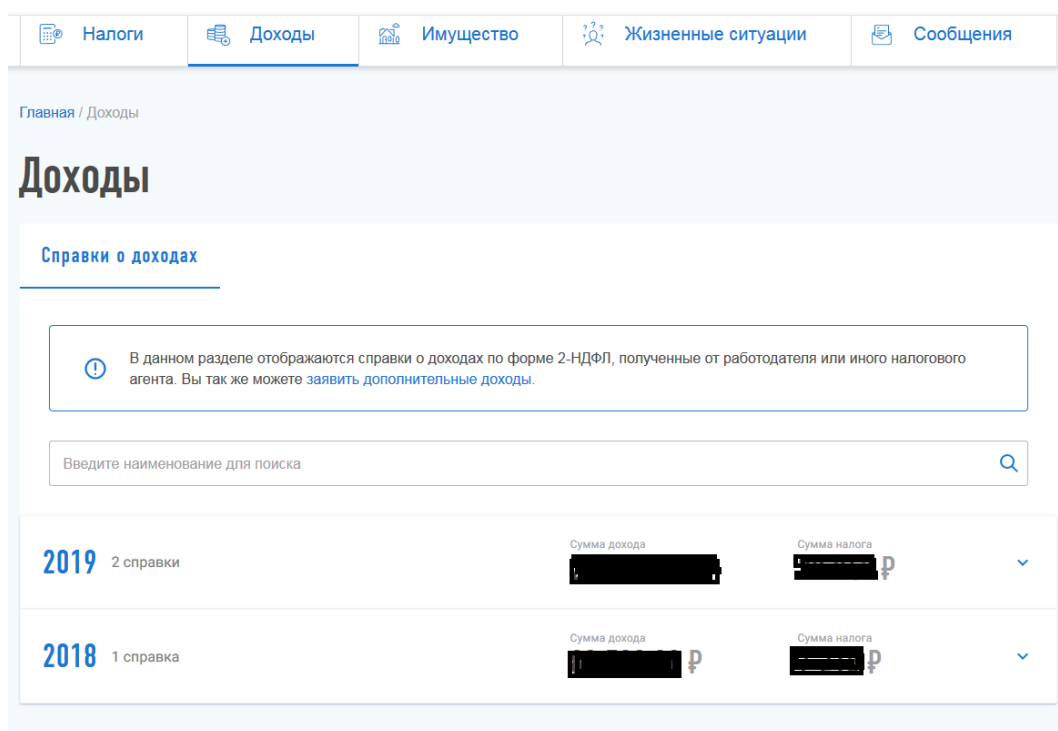 Налоги Доходы Имущество Жизненные ситуации Сообщения
Главная / Доходы
Доходы
Справки о доходах
В данном разделе отображаются справки о доходах по форме 2-НДФЛ, полученные от работодателя или иного налогового
агента. Вы так же можете заявить дополнительные доходы.
Введите наименование для поиска
Сумма дохода Сумма налога
2019 2 справки ₽
Сумма дохода Сумма налога
2018 1 справка ₽ ₽